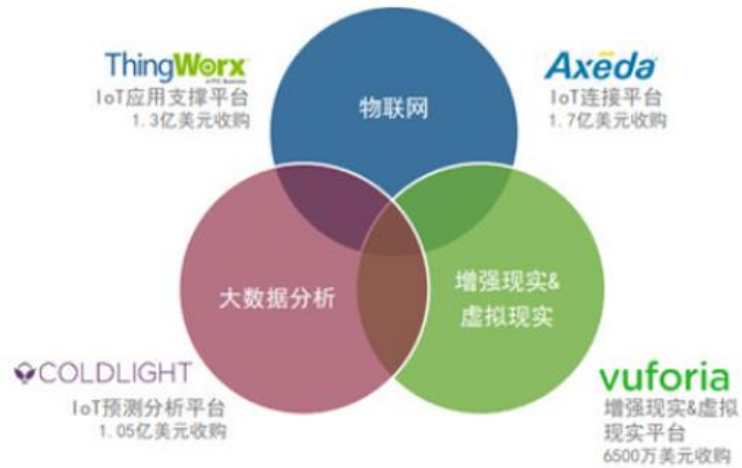 ThingWorx
IoT应用支撑平台
1.3亿美元收购
物联网
Axeda
IoT连接平台
1.7亿美元收购
大数据分析
增强现实&
虚拟现实
COLDLIGHT
IoT预测分析平台
1.05亿美元收购
vuforia
增强现实&虚拟
现实平台
6500万美元收购